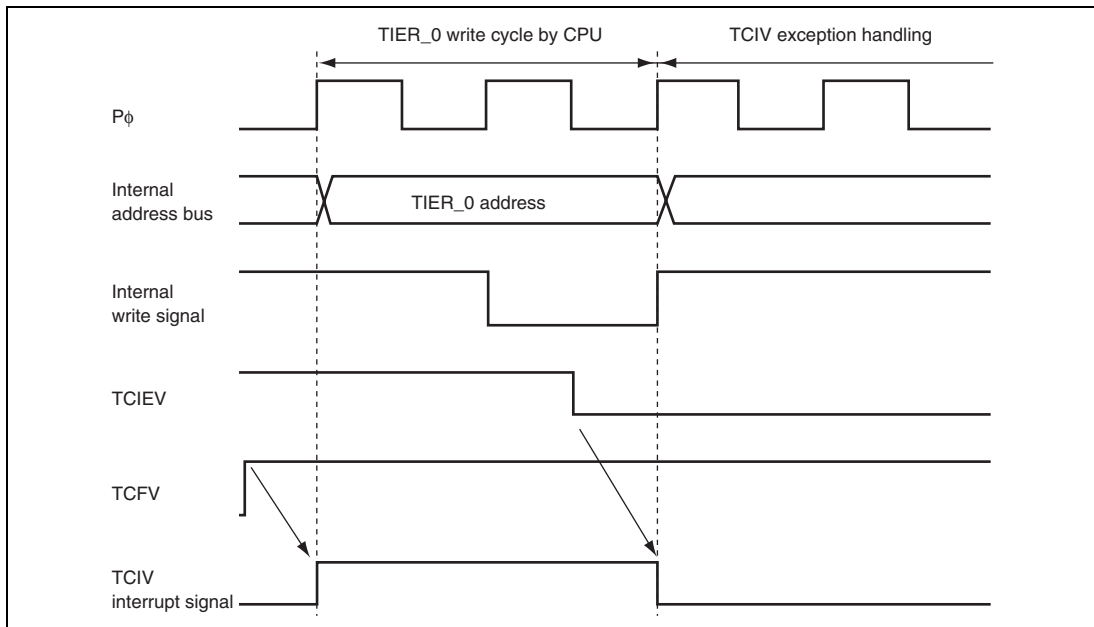 TIER_0 write cycle by CPU
TCIV exception handling
Pϕ
Internal
address bus
TIER_0 address
Internal
write signal
TCIEV
TCFV
TCIV
interrupt signal